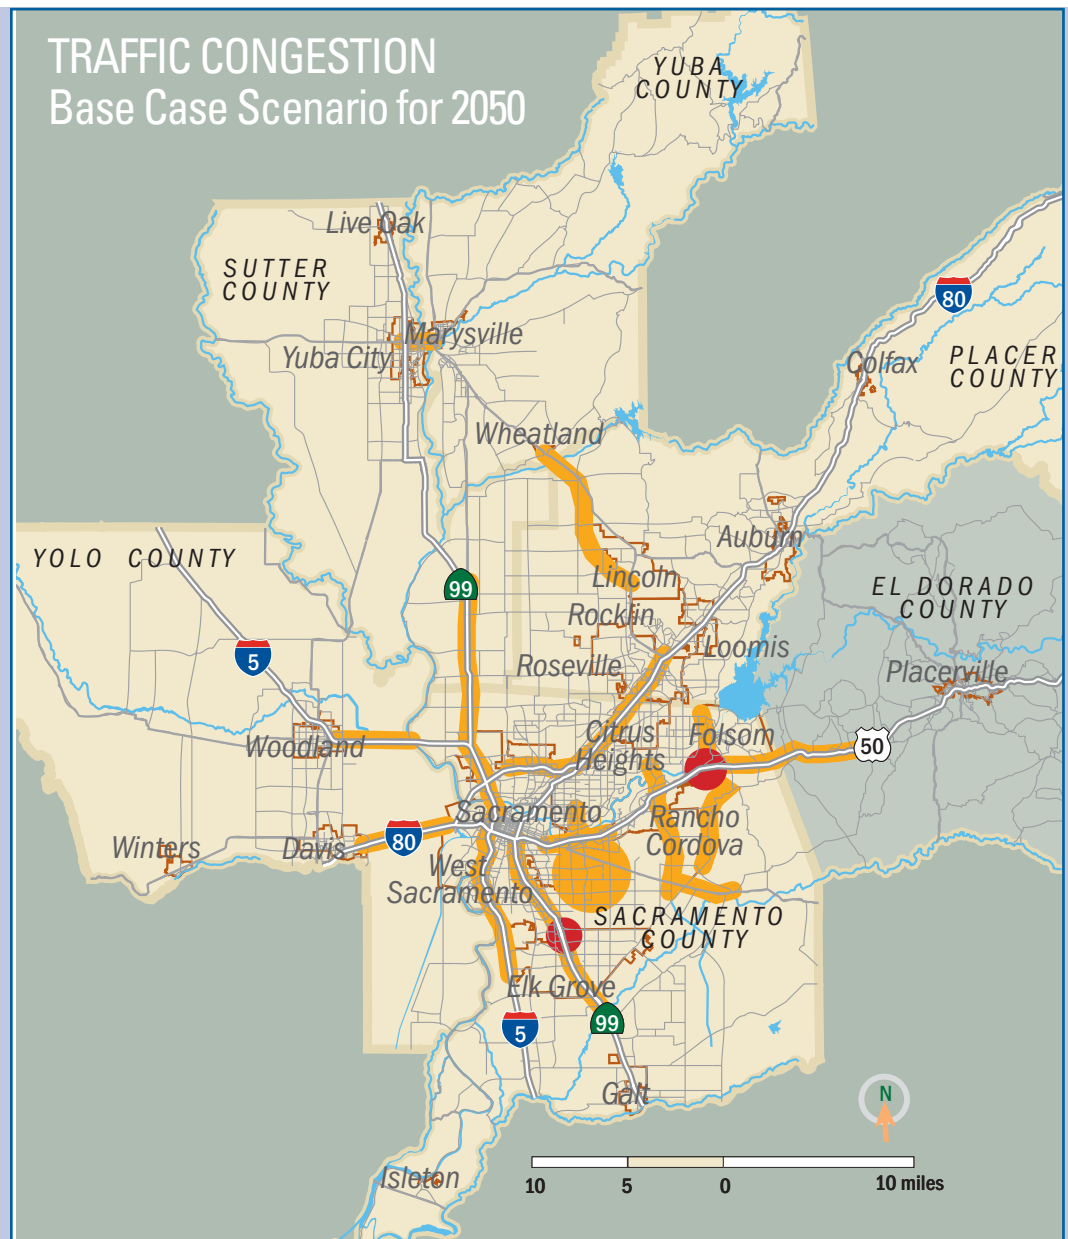 TRAFFIC CONGESTION
Base Case Scenario for 2050
YUBA
COUNTY
Live Oak
SUTTER
COUNTY
80
Marysville
Yuba City
Colfax
PLACER
COUNTY
Wheatland
Auburn
YOLO COUNTY
99
Lincoln
EL DORADO
COUNTY
Rocklin
5
Loomis
Roseville
Placerville
Citrus
Heights
Folsom
50
Woodland
Sacramento
Rancho
Cordova
80
Winters
Davis
West
Sacramento
SACRAMENTO
COUNTY
Elk Grove
5
99
Galt
N
Isleton
10 5 0 10 miles